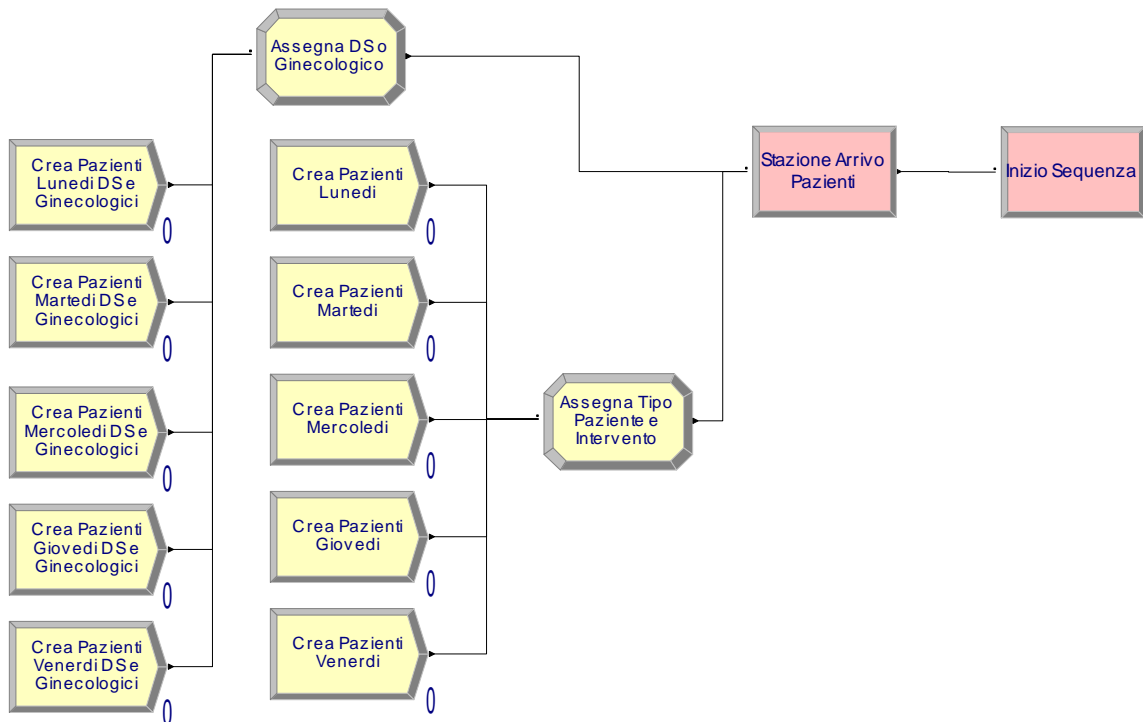 Assegna DS o
Ginecologico
Crea Pazienti
Lunedi DS e
Ginecologici
0
Crea Pazienti
Lunedi
0
Stazione Arrivo
Pazienti
Inizio Sequenza
Crea Pazienti
Martedi DS e
Ginecologici
0
Crea Pazienti
Martedi
0
Crea Pazienti
Mercoledi DS e
Ginecologici
0
Crea Pazienti
Mercoledi
0
Assegna Tipo
Paziente e
Intervento
Crea Pazienti
Giovedi DS e
Ginecologici
0
Crea Pazienti
Giovedi
0
Crea Pazienti
Venerdi DS e
Ginecologici
0
Crea Pazienti
Venerdi
0